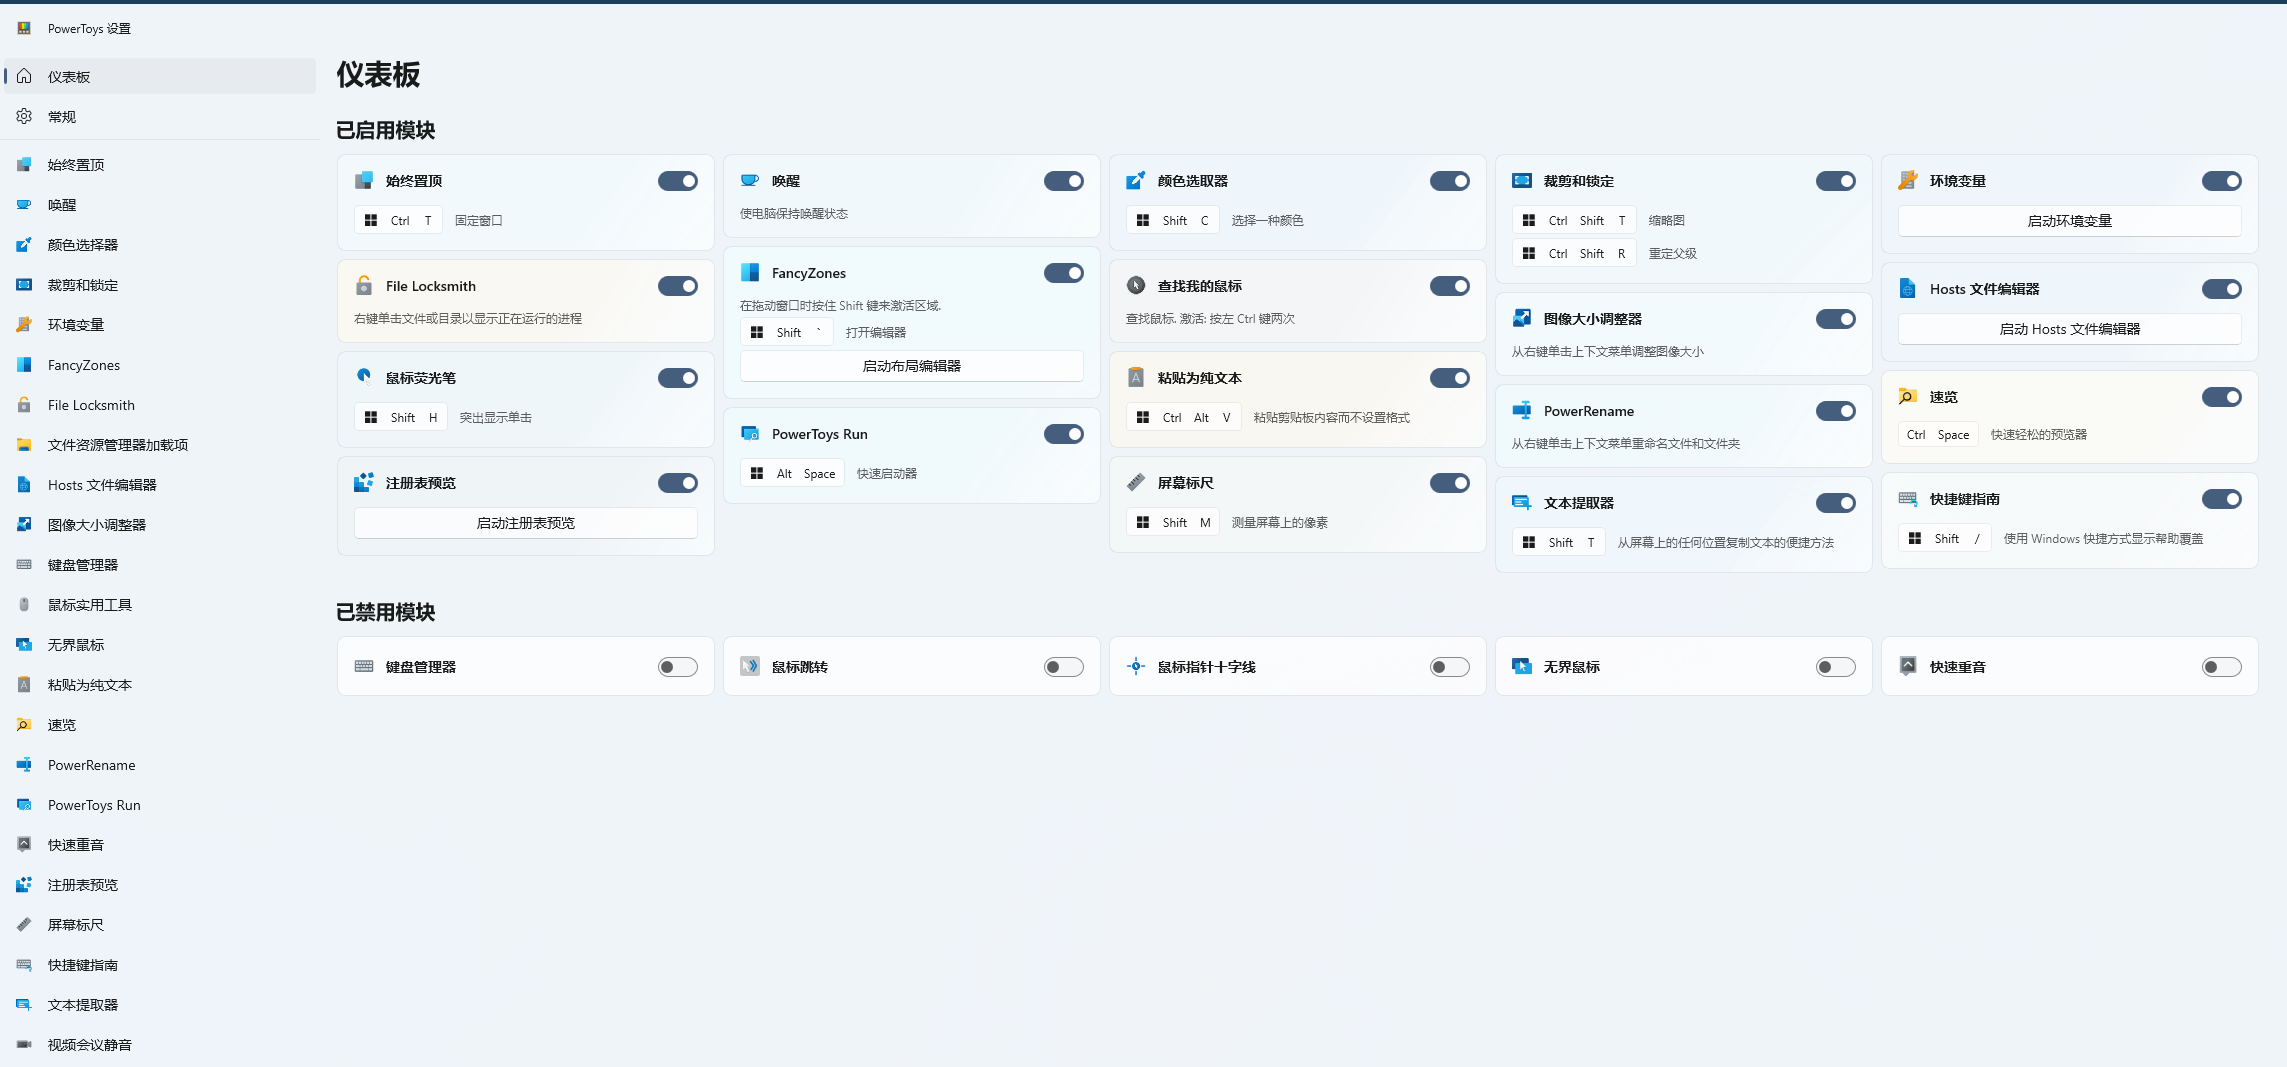 PowerToys 设置
仪表板
常规
始终置顶
唤醒
颜色选择器
裁剪和锁定
环境变量
FancyZones
File Locksmith
文件资源管理器加载项
Hosts 文件编辑器
图像大小调整器
键盘管理器
鼠标实用工具
无界鼠标
粘贴为纯文本
速览
PowerRename
PowerToys Run
快速重音
注册表预览
屏幕标尺
快捷键指南
文本提取器
视频会议静音
仪表板
已启用模块
始终置顶
Ctrl T 固定窗口
File Locksmith
右键单击文件或目录以显示正在运行的进程
鼠标荧光笔
Shift H 突出显示单击
注册表预览
启动注册表预览
唤醒
使电脑保持唤醒状态
FancyZones
在拖动窗口时按住 Shift 键来激活区域.
Shift ` 打开编辑器
启动布局编辑器
PowerToys Run
Alt Space 快速启动器
颜色选取器
Shift C 选择一种颜色
查找我的鼠标
查找鼠标. 激活: 按左 Ctrl 键两次
粘贴为纯文本
Ctrl Alt V 粘贴剪贴板内容而不设置格式
屏幕标尺
Shift M 测量屏幕上的像素
裁剪和锁定
Ctrl Shift T 缩略图
Ctrl Shift R 重定父级
图像大小调整器
从右键单击上下文菜单调整图像大小
PowerRename
从右键单击上下文菜单重命名文件和文件夹
文本提取器
Shift T 从屏幕上的任何位置复制文本的便捷方法
环境变量
启动环境变量
Hosts 文件编辑器
启动 Hosts 文件编辑器
速览
Ctrl Space 快速轻松的预览器
快捷键指南
Shift / 使用 Windows 快捷方式显示帮助覆盖
已禁用模块
键盘管理器
鼠标跳转
鼠标指针十字线
无界鼠标
快速重音